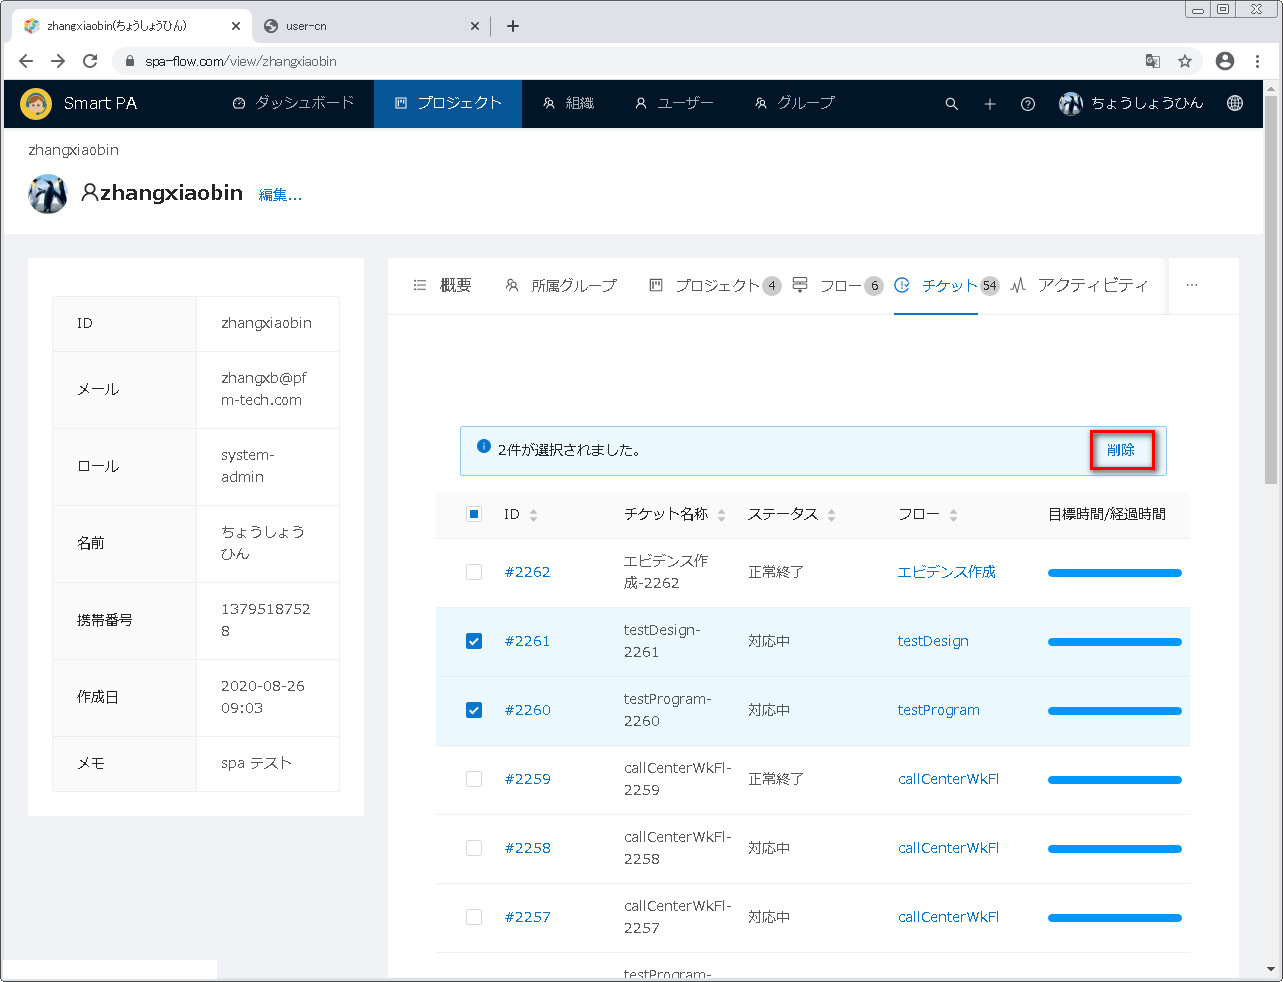 zhangxiaobin(ちょうしょうひん)
user-cn
spa-flow.com/view/zhangxiaobin
Smart PA
ダッシュボード
プロジェクト
組織
ユーザー
グループ
ちょうしょうひん
zhangxiaobin
zhangxiaobin 編集...
概要
所属グループ
プロジェクト 4
フロー 6
チケット 54
アクティビティ
ID
zhangxiaobin
メール
zhangxb@pf
m-tech.com
ロール
system-
admin
名前
ちょうしょう
ひん
携帯番号
1379518752
8
作成日
2020-08-26
09:03
メモ
spa テスト
2件が選択されました。
削除
ID チケット名称 ステータス フロー 目標時間/経過時間
#2262
エビデンス作
成-2262
正常終了
エビデンス作成
#2261
testDesign-
2261
対応中
testDesign
#2260
testProgram-
2260
対応中
testProgram
#2259
callCenterWkFl-
2259
正常終了
callCenterWkFl
#2258
callCenterWkFl-
2258
対応中
callCenterWkFl
#2257
callCenterWkFl-
2257
対応中
callCenterWkFl
testProgram-